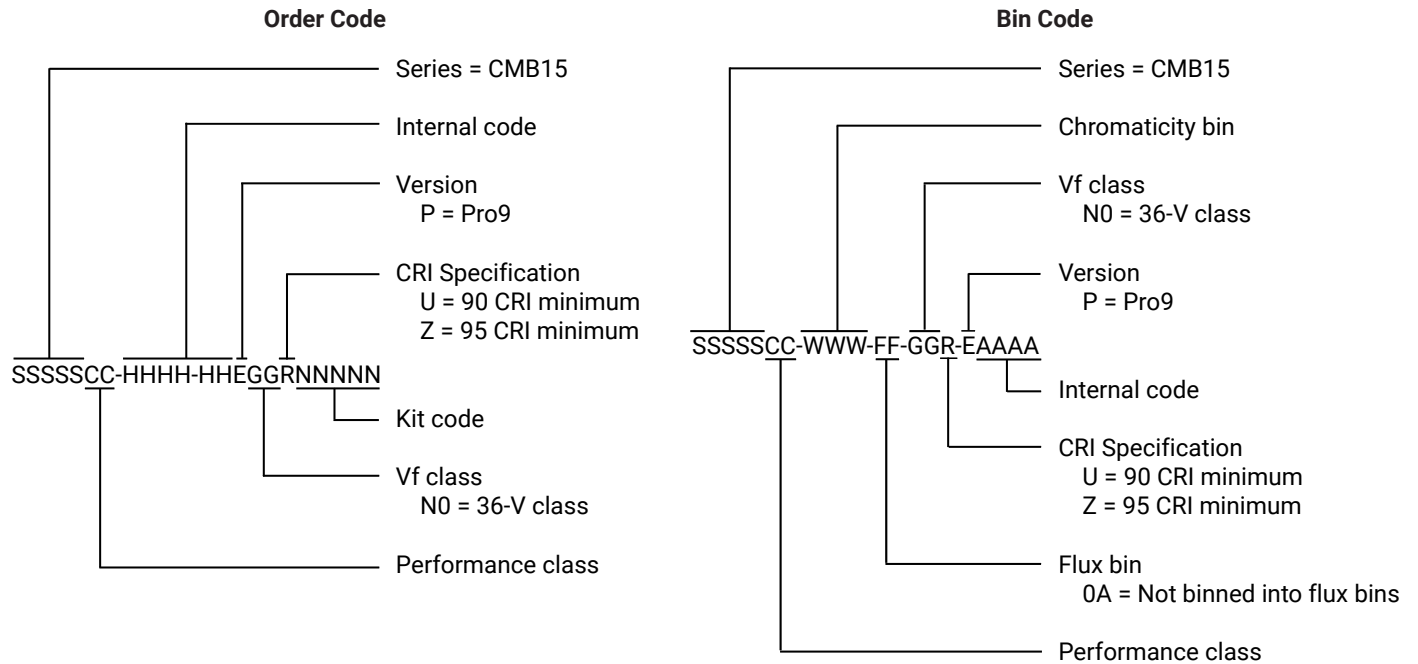 Order Code
Series = CMB15
Internal code
Version
P = Pro9
CRI Specification
U = 90 CRI minimum
Z = 95 CRI minimum
SSSSSCC-HHHH-HHEGGRNNNNN
Kit code
Vf class
N0 = 36-V class
Performance class
Bin Code
Series = CMB15
Chromaticity bin
Vf class
N0 = 36-V class
Version
P = Pro9
SSSSSCC-WWW-FF-GGR-EAAAA
Internal code
CRI Specification
U = 90 CRI minimum
Z = 95 CRI minimum
Flux bin
0A = Not binned into flux bins
Performance class